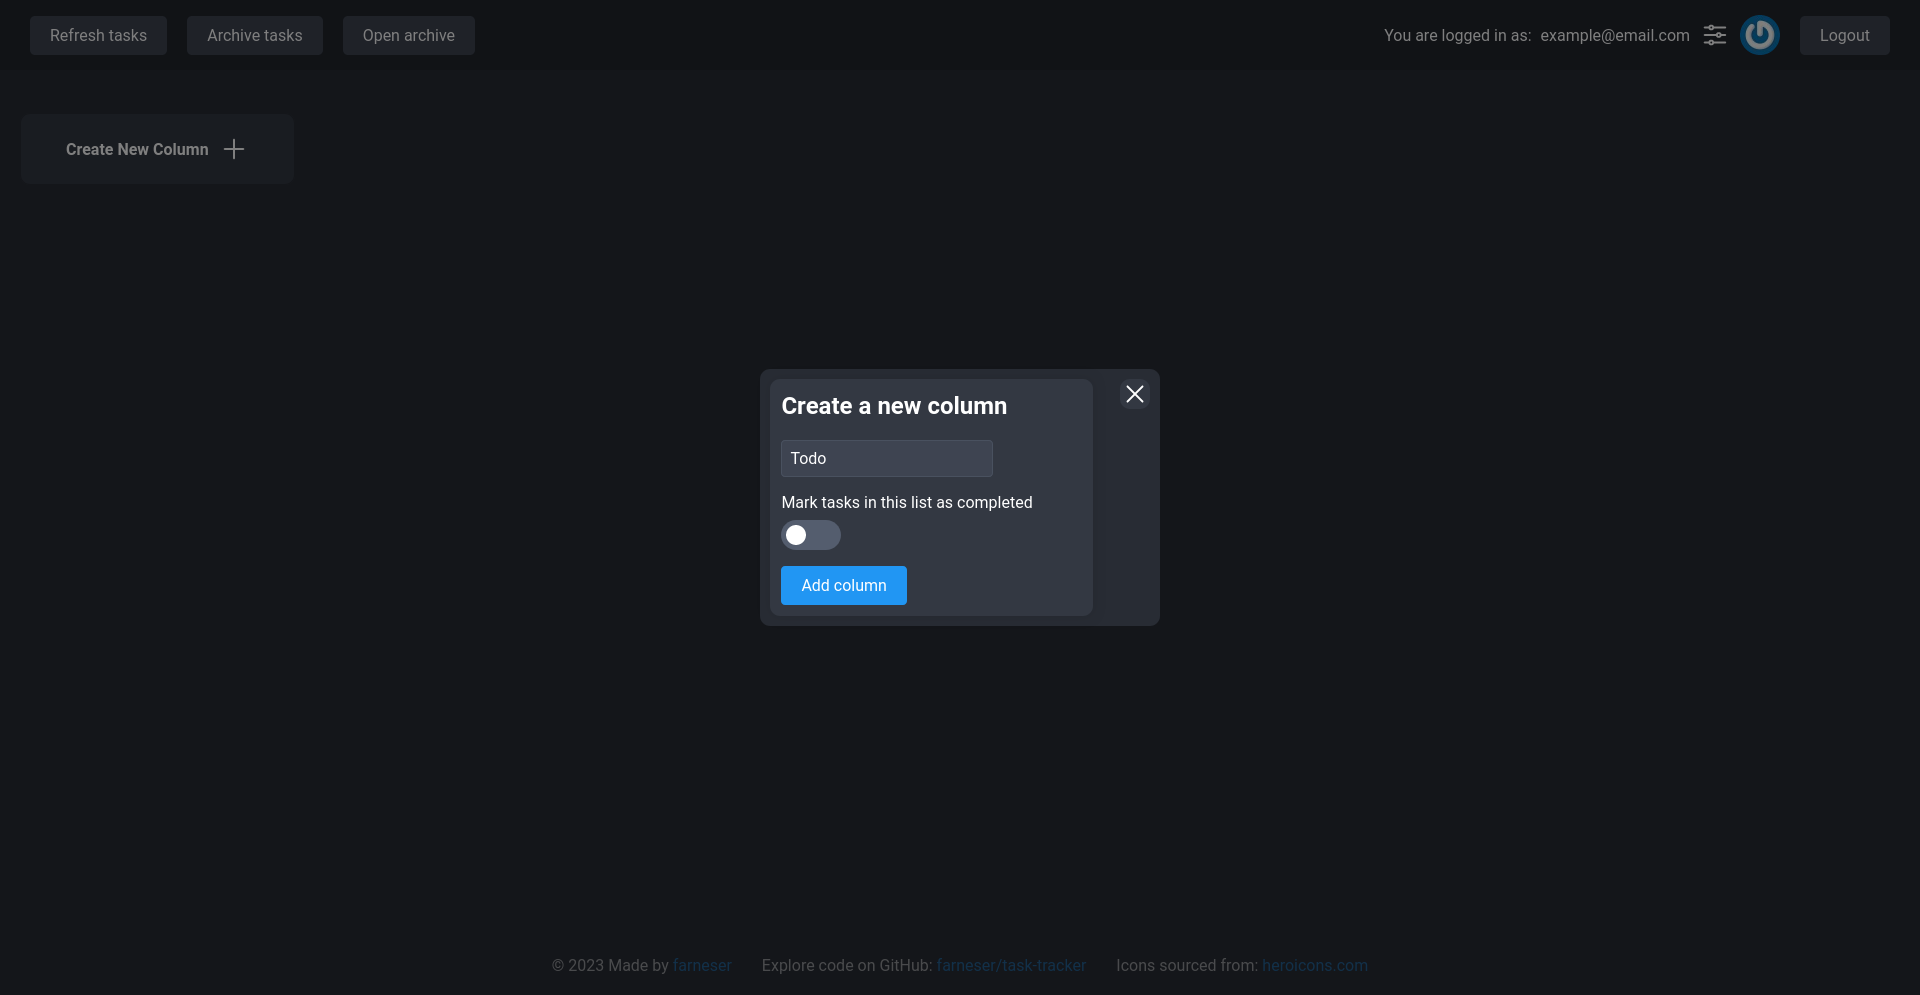 Refresh tasks
Archive tasks
Open archive
You are logged in as: example@email.com
Logout
Create New Column
Create a new column
Todo
Mark tasks in this list as completed
Add column
© 2023 Made by farneser
Explore code on GitHub: farneser/task-tracker
Icons sourced from: heroicons.com